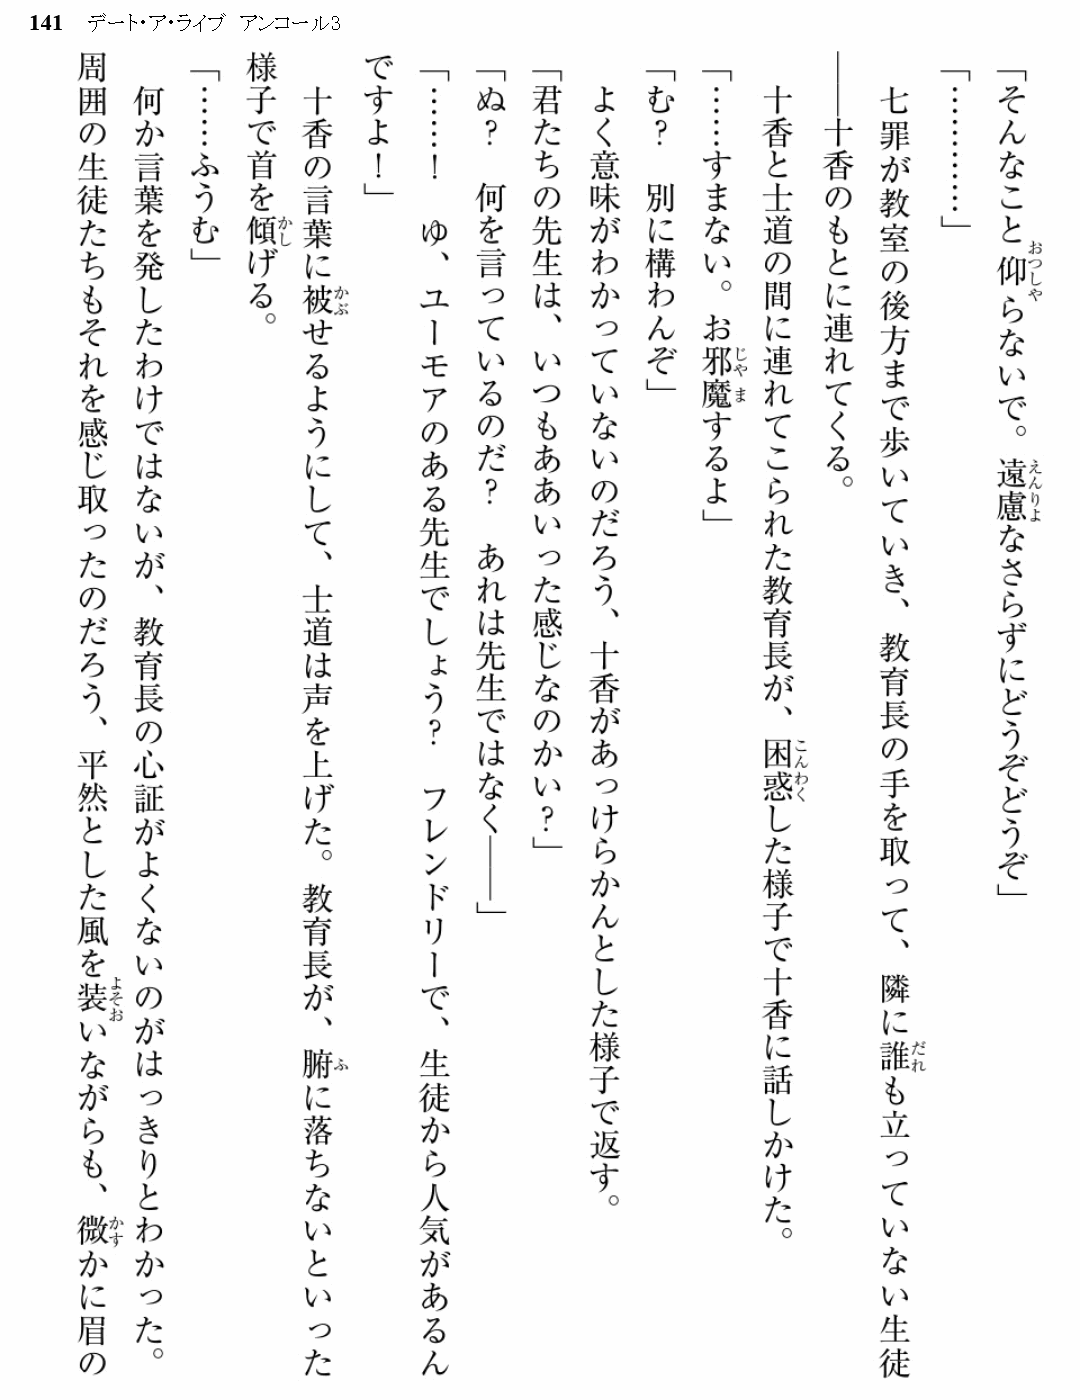 141　デート・ア・ライブ　アンコール3
「そんなこと仰らないで。遠慮なさらずにどうぞどうぞ」
「…………」
　七罪が教室の後方まで歩いていき、教育長の手を取って、隣に誰も立っていない生徒
――十香のもとに連れてくる。
　十香と士道の間に連れてこられた教育長が、困惑した様子で十香に話しかけた。
「……すまない。お邪魔するよ」
「む？　別に構わんぞ」
　よく意味がわかっていないのだろう、十香があっけらかんとした様子で返す。
「君たちの先生は、いつもああいった感じなのかい？」
「ぬ？　何を言っているのだ？　あれは先生ではなく――」
「……！　ゆ、ユーモアのある先生でしょう？　フレンドリーで、生徒から人気があるん
ですよ！」
　十香の言葉に被せるようにして、士道は声を上げた。教育長が、腑に落ちないといった
様子で首を傾げる。
「……ふうむ」
　何か言葉を発したわけではないが、教育長の心証がよくないのがはっきりとわかった。
周囲の生徒たちもそれを感じ取ったのだろう、平然とした風を装いながらも、微かに眉の